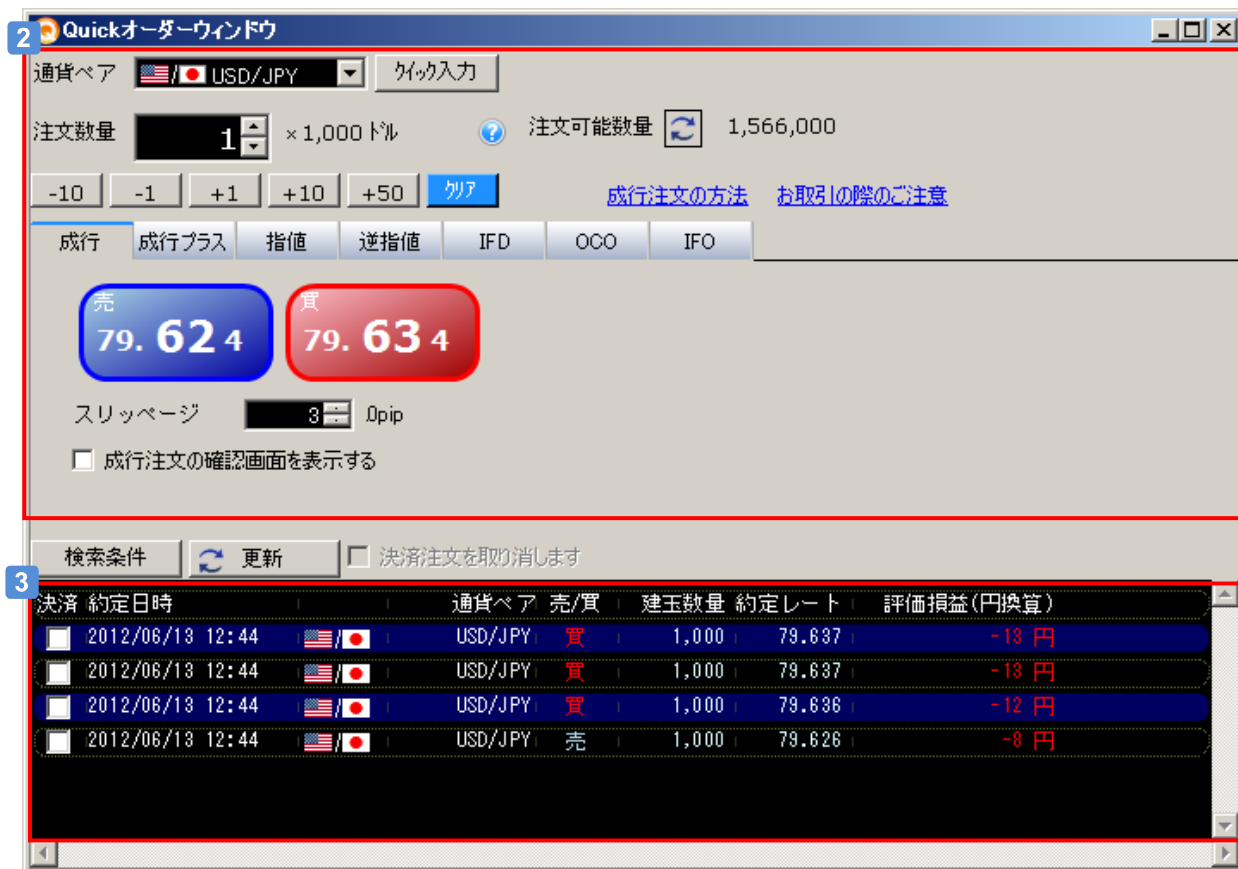 Quickオーダーウィンドウ
2
通貨ペア USD/JPY ｸｲｯｸ入力
注文数量 1 ×1,000ﾄﾞﾙ ? 注文可能数量 1,566,000
-10 -1 +1 +10 +50 ｸﾘｱ 成行注文の方法 お取引の際のご注意
成行 成行プラス 指値 逆指値 IFD OCO IFO
売 買
79.624 79.634
スリッページ 3 .0pip
成行注文の確認画面を表示する
検索条件 更新 決済注文を取り消します
3
決済 約定日時 通貨ペア 売/買 建玉数量 約定レート 評価損益(円換算)
2012/06/13 12:44 USD/JPY 買 1,000 79.637 -13 円
2012/06/13 12:44 USD/JPY 買 1,000 79.637 -13 円
2012/06/13 12:44 USD/JPY 買 1,000 79.636 -12 円
2012/06/13 12:44 USD/JPY 売 1,000 79.626 -8 円